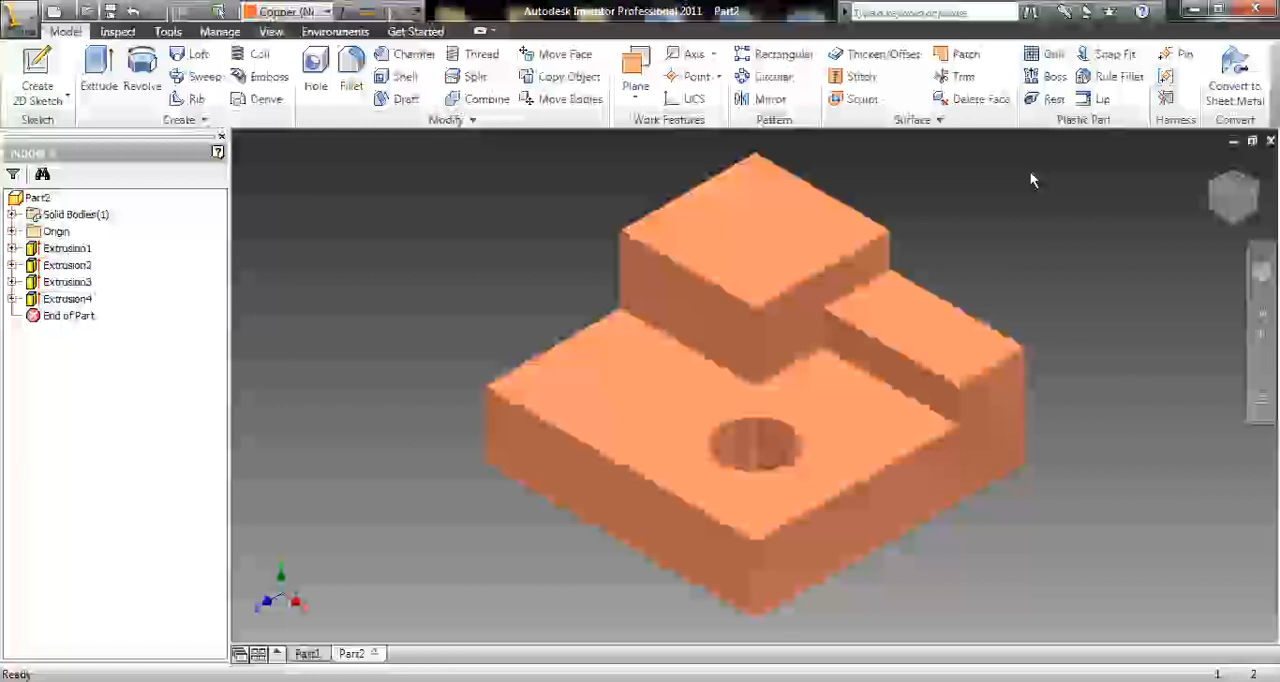 Copper (N
Autodesk Inventor Professional 2011 Part2
Model Inspect Tools Manage View Environments Get Started
Create 2D Sketch
Extrude Revolve
Loft Coil
Sweep Emboss
Rib Derive
Hole Fillet
Chamfer Thread Move Face
Shell Split Copy Object
Draft Combine Move Bodies
Plane
Axis
Point
UCS
Rectangular
Circular
Mirror
Thicken/Offset Patch
Stitch Trim
Sculpt Delete Face
Grill Snap Fit
Boss Rule Fillet
Rest Lip
Pin
Convert to Sheet Metal
Sketch Create Modify Work Features Pattern Surface Plastic Part Harness Convert
Model
Part2
Solid Bodies(1)
Origin
Extrusion1
Extrusion2
Extrusion3
Extrusion4
End of Part
Part1 Part2
Ready 1 2